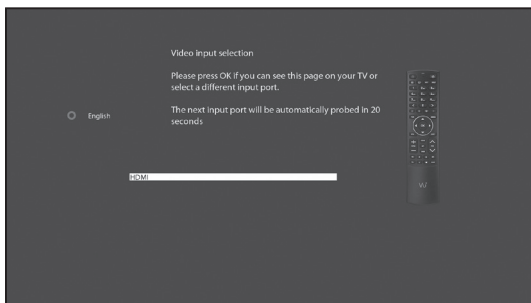 Video input selection
Please press OK if you can see this page on your TV or
select a different input port.
English
The next input port will be automatically probed in 20
seconds
HDMI